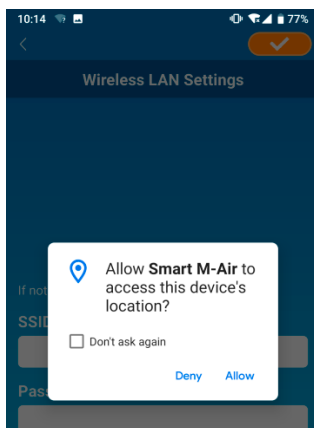 10:14
77%
Wireless LAN Settings
Allow Smart M-Air to
access this device's
location?
Don't ask again
Deny Allow
If not
SSID
Pass